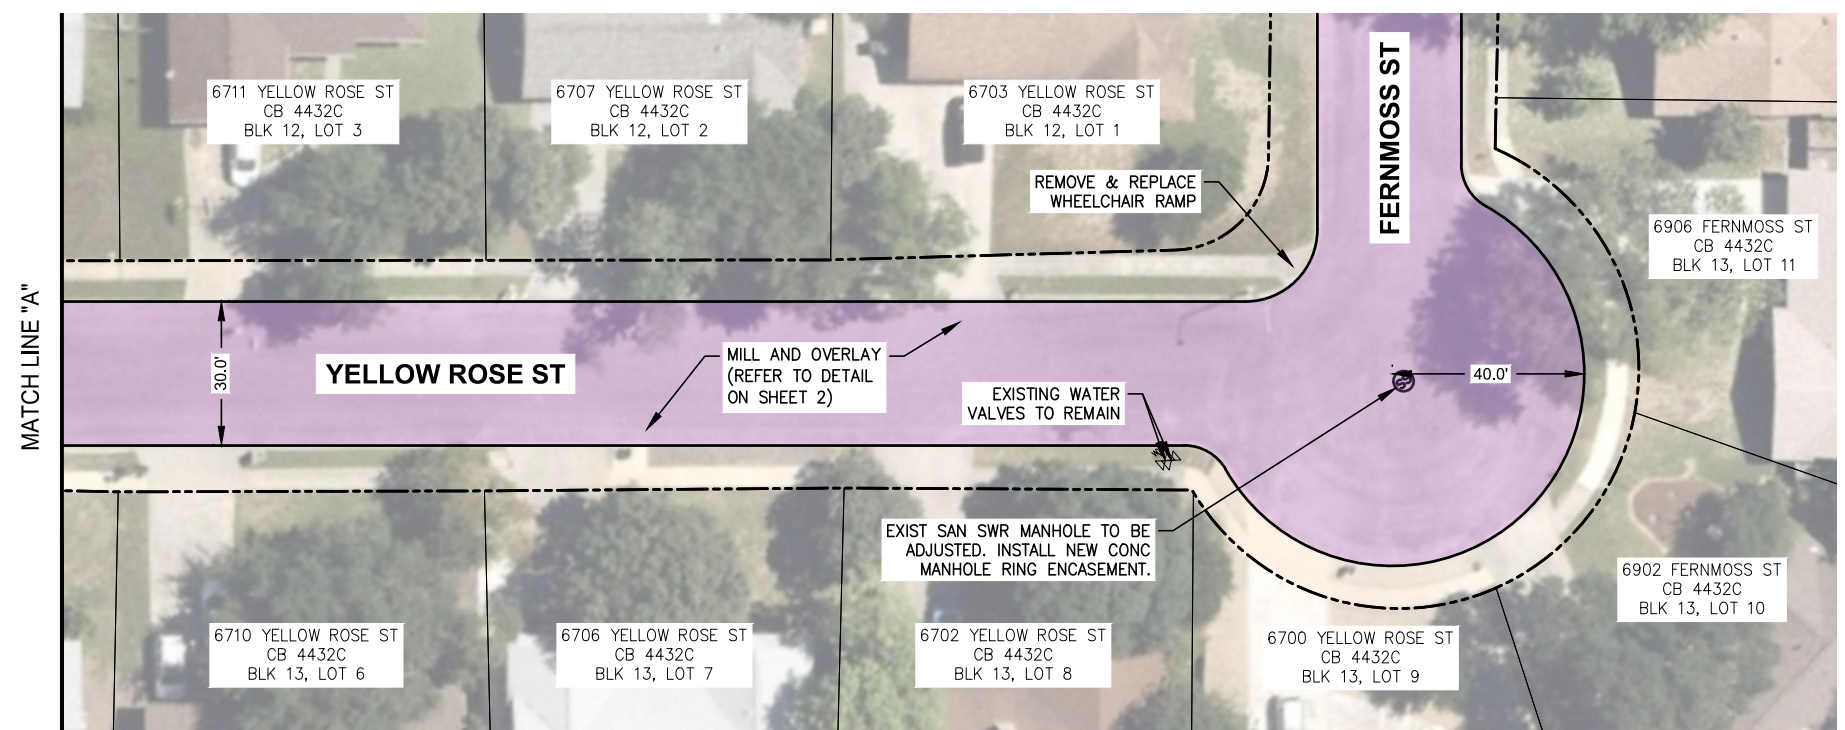 6711 YELLOW ROSE ST
CB 4432C
BLK 12, LOT 3
6707 YELLOW ROSE ST
CB 4432C
BLK 12, LOT 2
6703 YELLOW ROSE ST
CB 4432C
BLK 12, LOT 1
FERNMOSS ST
REMOVE & REPLACE
WHEELCHAIR RAMP
6906 FERNMOSS ST
CB 4432C
BLK 13, LOT 11
MATCH LINE "A"
30.0'
YELLOW ROSE ST
MILL AND OVERLAY
(REFER TO DETAIL
ON SHEET 2)
EXISTING WATER
VALVES TO REMAIN
40.0'
EXIST SAN SWR MANHOLE TO BE
ADJUSTED. INSTALL NEW CONC
MANHOLE RING ENCASEMENT.
6902 FERNMOSS ST
CB 4432C
BLK 13, LOT 10
6710 YELLOW ROSE ST
CB 4432C
BLK 13, LOT 6
6706 YELLOW ROSE ST
CB 4432C
BLK 13, LOT 7
6702 YELLOW ROSE ST
CB 4432C
BLK 13, LOT 8
6700 YELLOW ROSE ST
CB 4432C
BLK 13, LOT 9